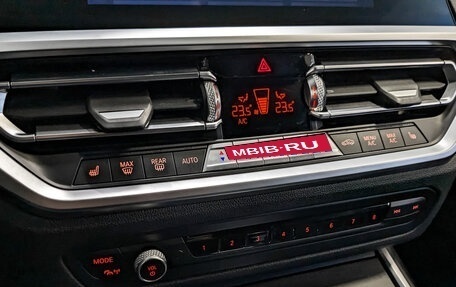 23.5 23.5
A/C
MAX REAR AUTO MBIB-RU MENU A/C MAX A/C
MODE 1 2 3 4 5 6 7 8
VOL